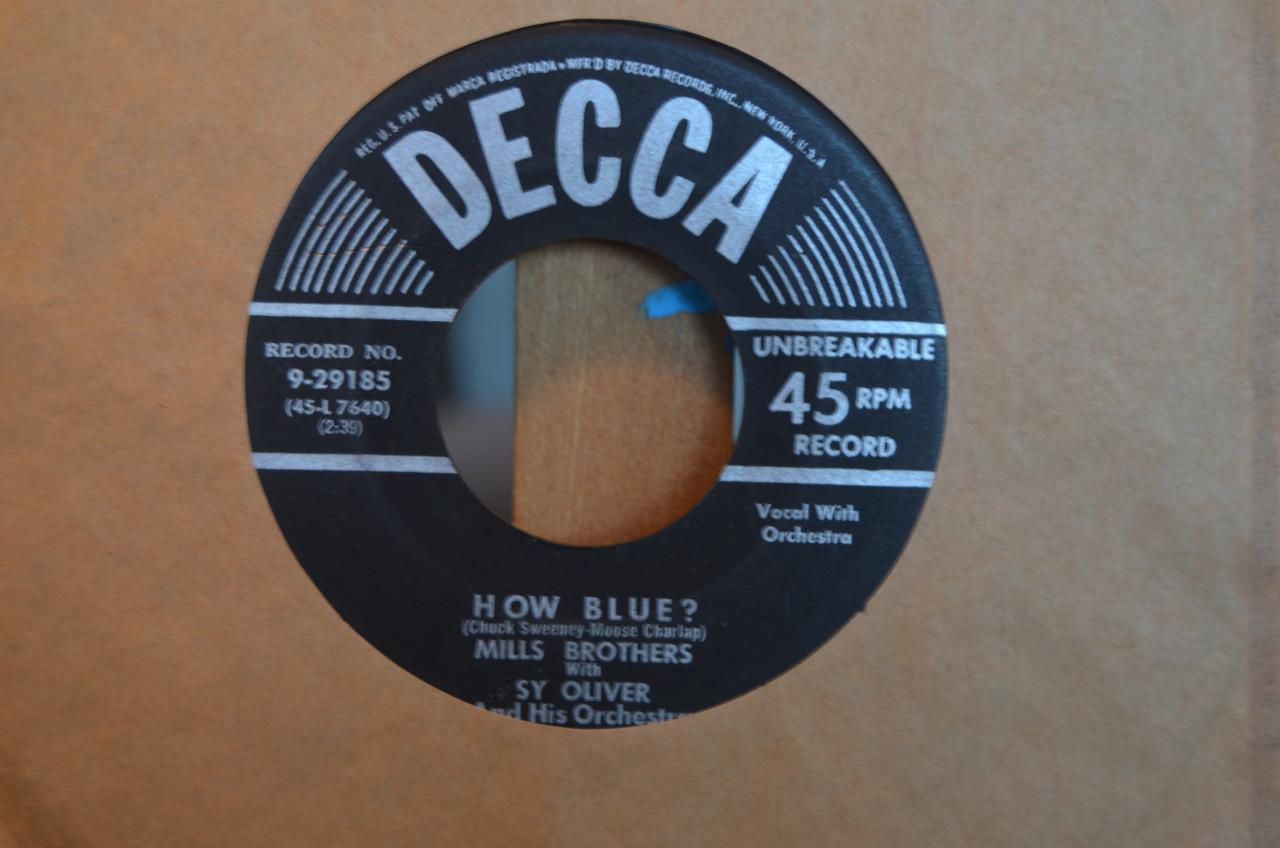 REG. U.S. PAT OFF MARCA REGISTRADA • MFR'D BY DECCA RECORDS, INC., NEW YORK, U.S.A
DECCA
RECORD NO.
9-29185
(45-L 7640)
(2:39)
UNBREAKABLE
45 RPM
RECORD
Vocal With
Orchestra
HOW BLUE?
(Chuck Sweeney-Moose Charlap)
MILLS BROTHERS
With
SY OLIVER
And His Orchestra